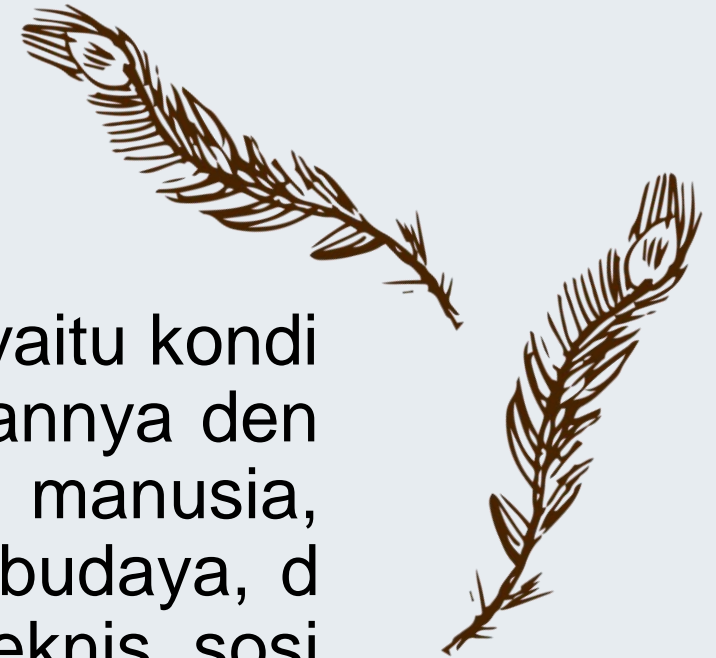 yaitu kondi
annya den
manusia,
budaya, d
eknis, sosi